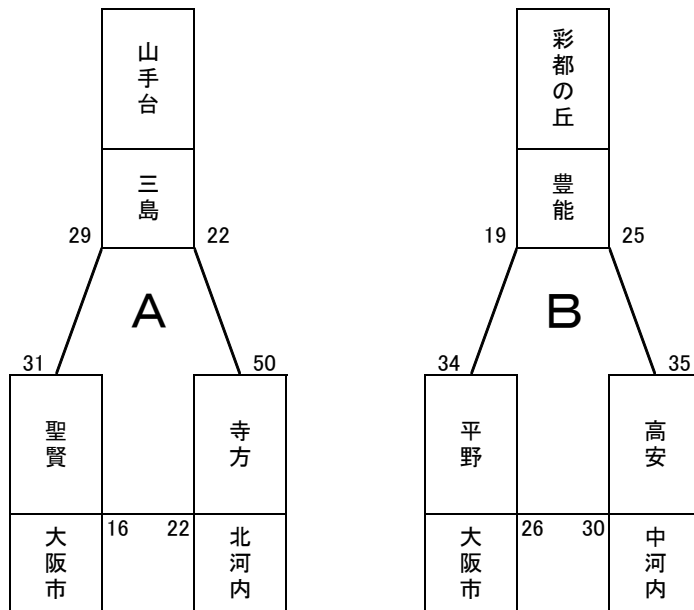 山手台
三島
29
22
A
31
50
聖賢
寺方
大阪市
16
22
北河内
彩都の丘
豊能
19
25
B
34
35
平野
高安
大阪市
26
30
中河内